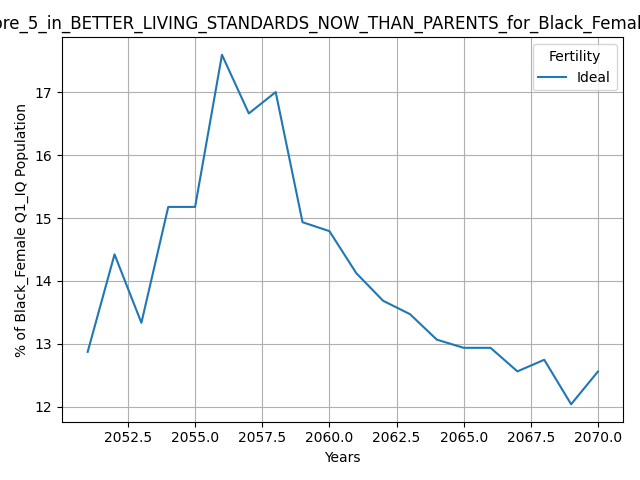 ore_5_in_BETTER_LIVING_STANDARDS_NOW_THAN_PARENTS_for_Black_Femal
Fertility
Ideal
% of Black_Female Q1_IQ Population
17
16
15
14
13
12
2052.5 2055.0 2057.5 2060.0 2062.5 2065.0 2067.5 2070.0
Years